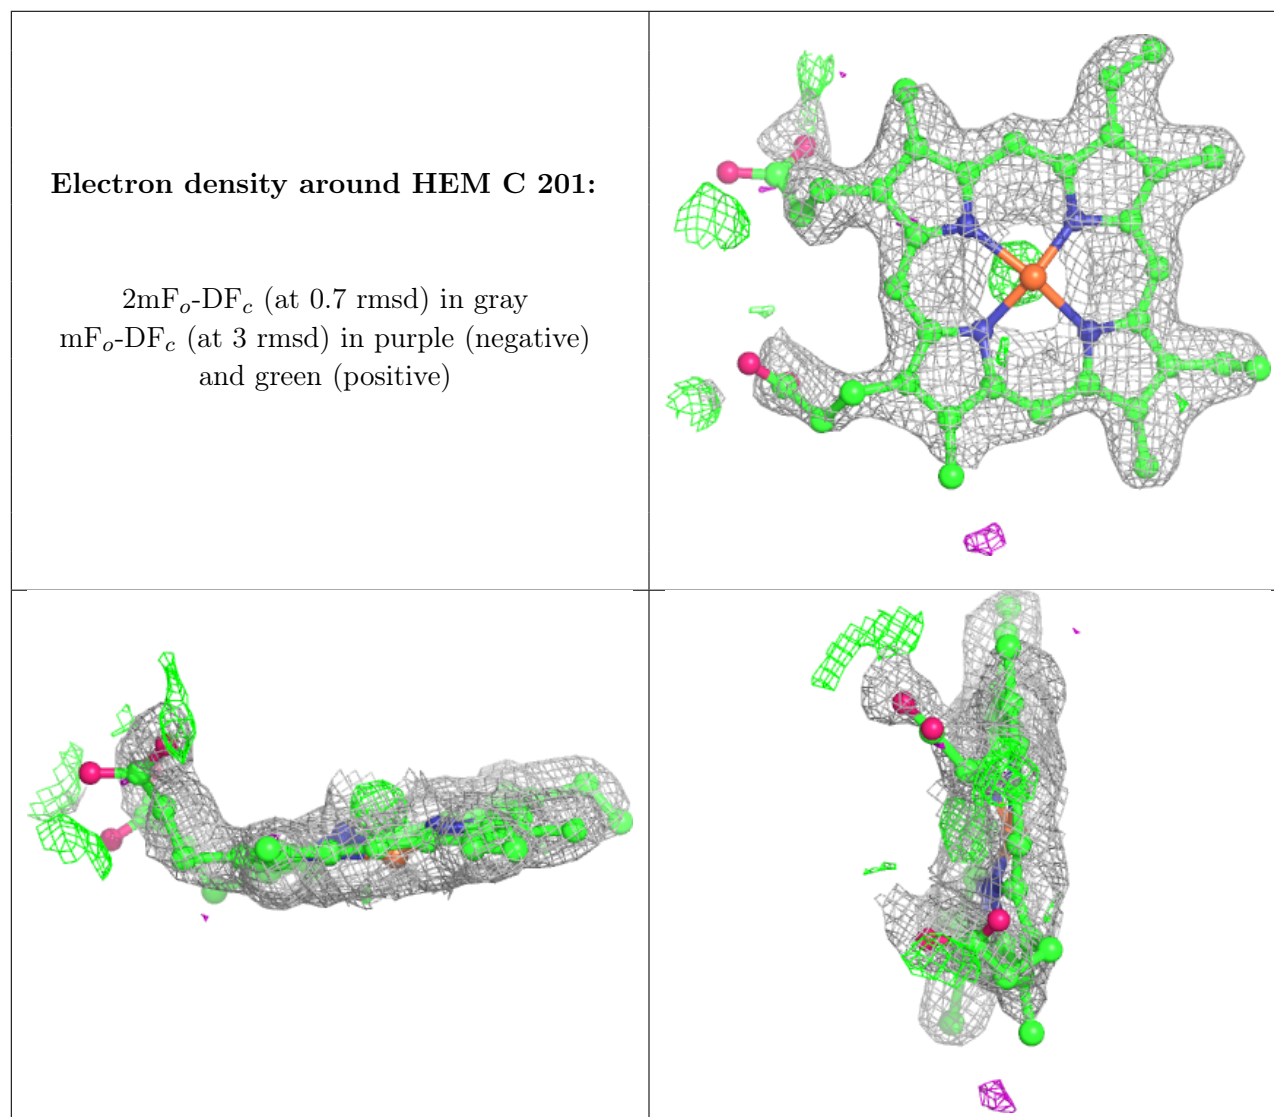 Electron density around HEM C 201:
2mFo-DFc (at 0.7 rmsd) in gray
mFo-DFc (at 3 rmsd) in purple (negative)
and green (positive)